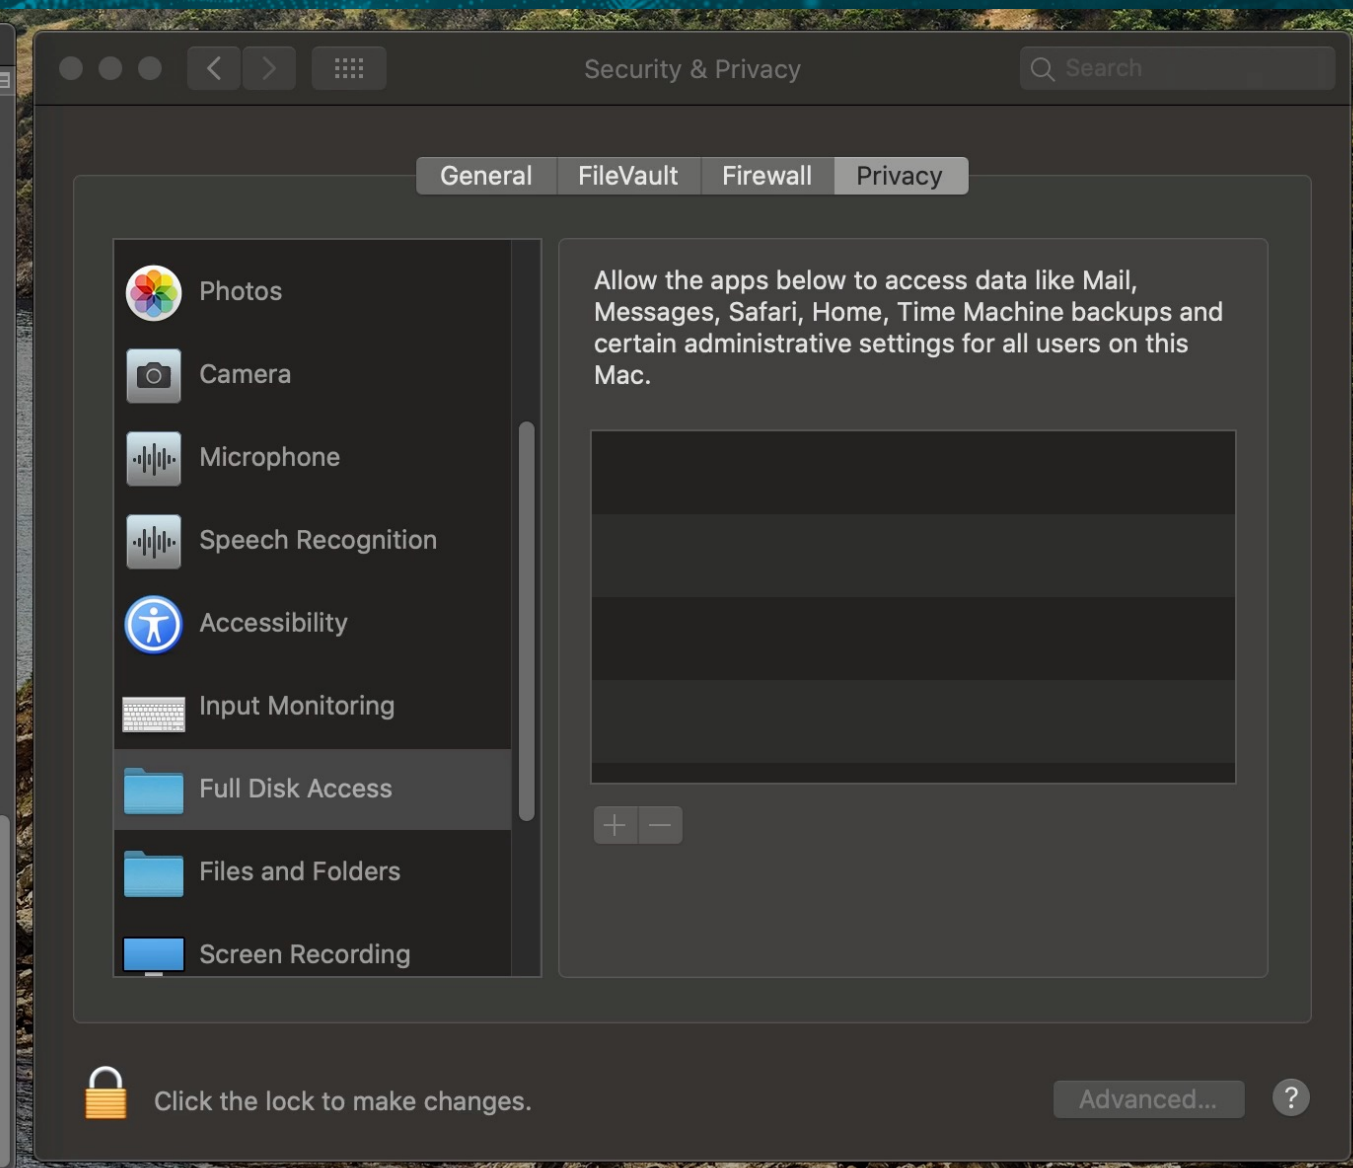 Security & Privacy
Search
General
FileVault
Firewall
Privacy
Photos
Camera
Microphone
Speech Recognition
Accessibility
Input Monitoring
Full Disk Access
Files and Folders
Screen Recording
Allow the apps below to access data like Mail,
Messages, Safari, Home, Time Machine backups and
certain administrative settings for all users on this
Mac.
+
−
Click the lock to make changes.
Advanced...
?